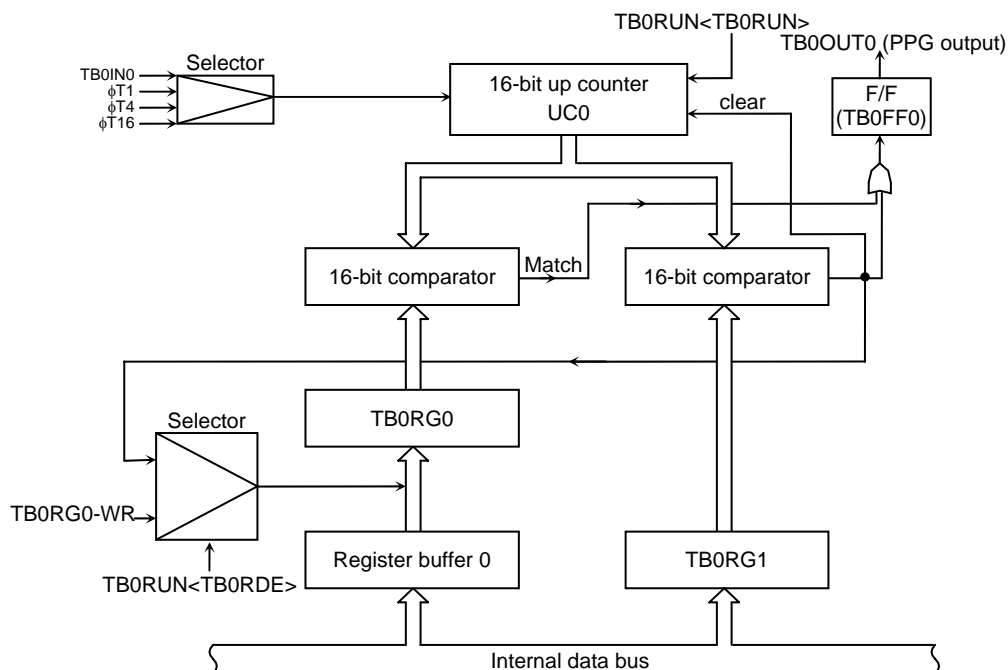 TB0RUN<TB0RUN>
TB0OUT0 (PPG output)
Selector
TB0IN0
ϕT1
ϕT4
ϕT16
16-bit up counter
UC0
clear
F/F
(TB0FF0)
16-bit comparator
Match
16-bit comparator
Selector
TB0RG0
TB0RG0-WR
TB0RUN<TB0RDE>
Register buffer 0
TB0RG1
Internal data bus